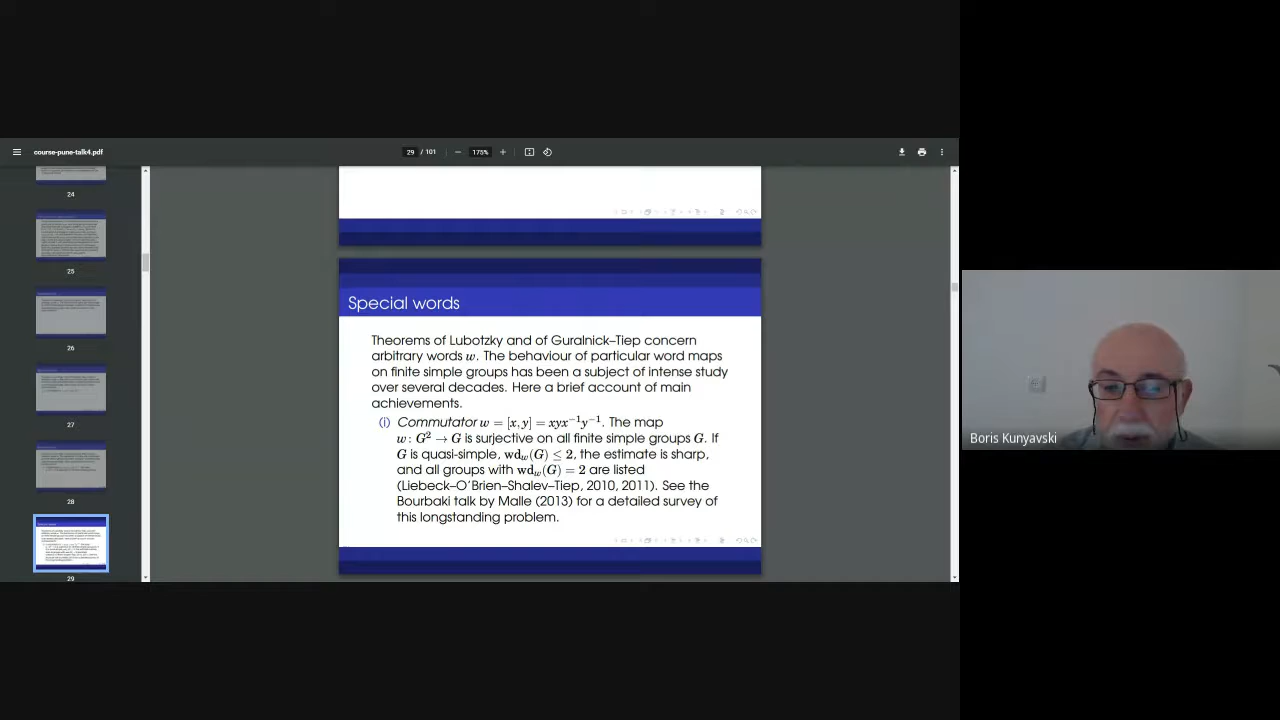 course-pune-talk4.pdf
29 / 101
175%
24
25
26
27
28
29
Special words
Theorems of Lubotzky and of Guralnick–Tiep concern
arbitrary words w. The behaviour of particular word maps
on finite simple groups has been a subject of intense study
over several decades. Here a brief account of main
achievements.
(i) Commutator w = [x, y] = xyx⁻¹y⁻¹. The map
w: G² → G is surjective on all finite simple groups G. If
G is quasi-simple, wd_w(G) ≤ 2, the estimate is sharp,
and all groups with wd_w(G) = 2 are listed
(Liebeck–O'Brien–Shalev–Tiep, 2010, 2011). See the
Bourbaki talk by Malle (2013) for a detailed survey of
this longstanding problem.
Boris Kunyavski